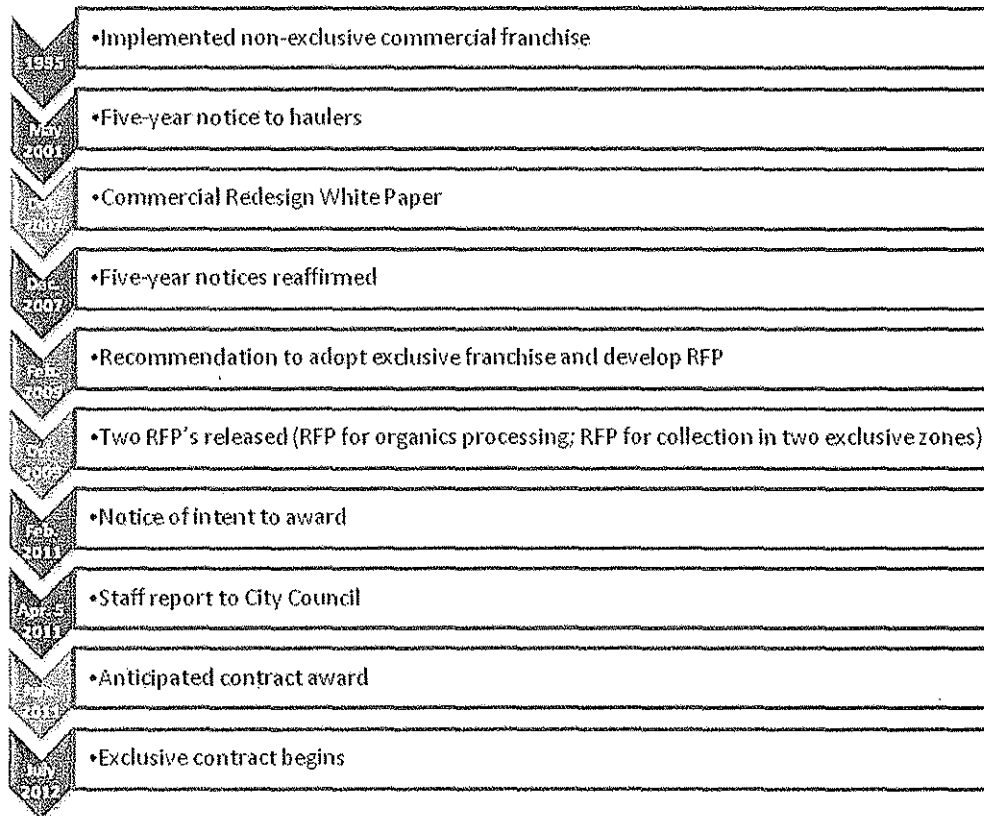 1995
•Implemented non-exclusive commercial franchise
May
2001
•Five-year notice to haulers
•Commercial Redesign White Paper
Dec.
2007
•Five-year notices reaffirmed
Feb.
2009
•Recommendation to adopt exclusive franchise and develop RFP
•Two RFP's released (RFP for organics processing; RFP for collection in two exclusive zones)
Feb.
2011
•Notice of intent to award
Apr. 5
2011
•Staff report to City Council
2011
•Anticipated contract award
July
2012
•Exclusive contract begins